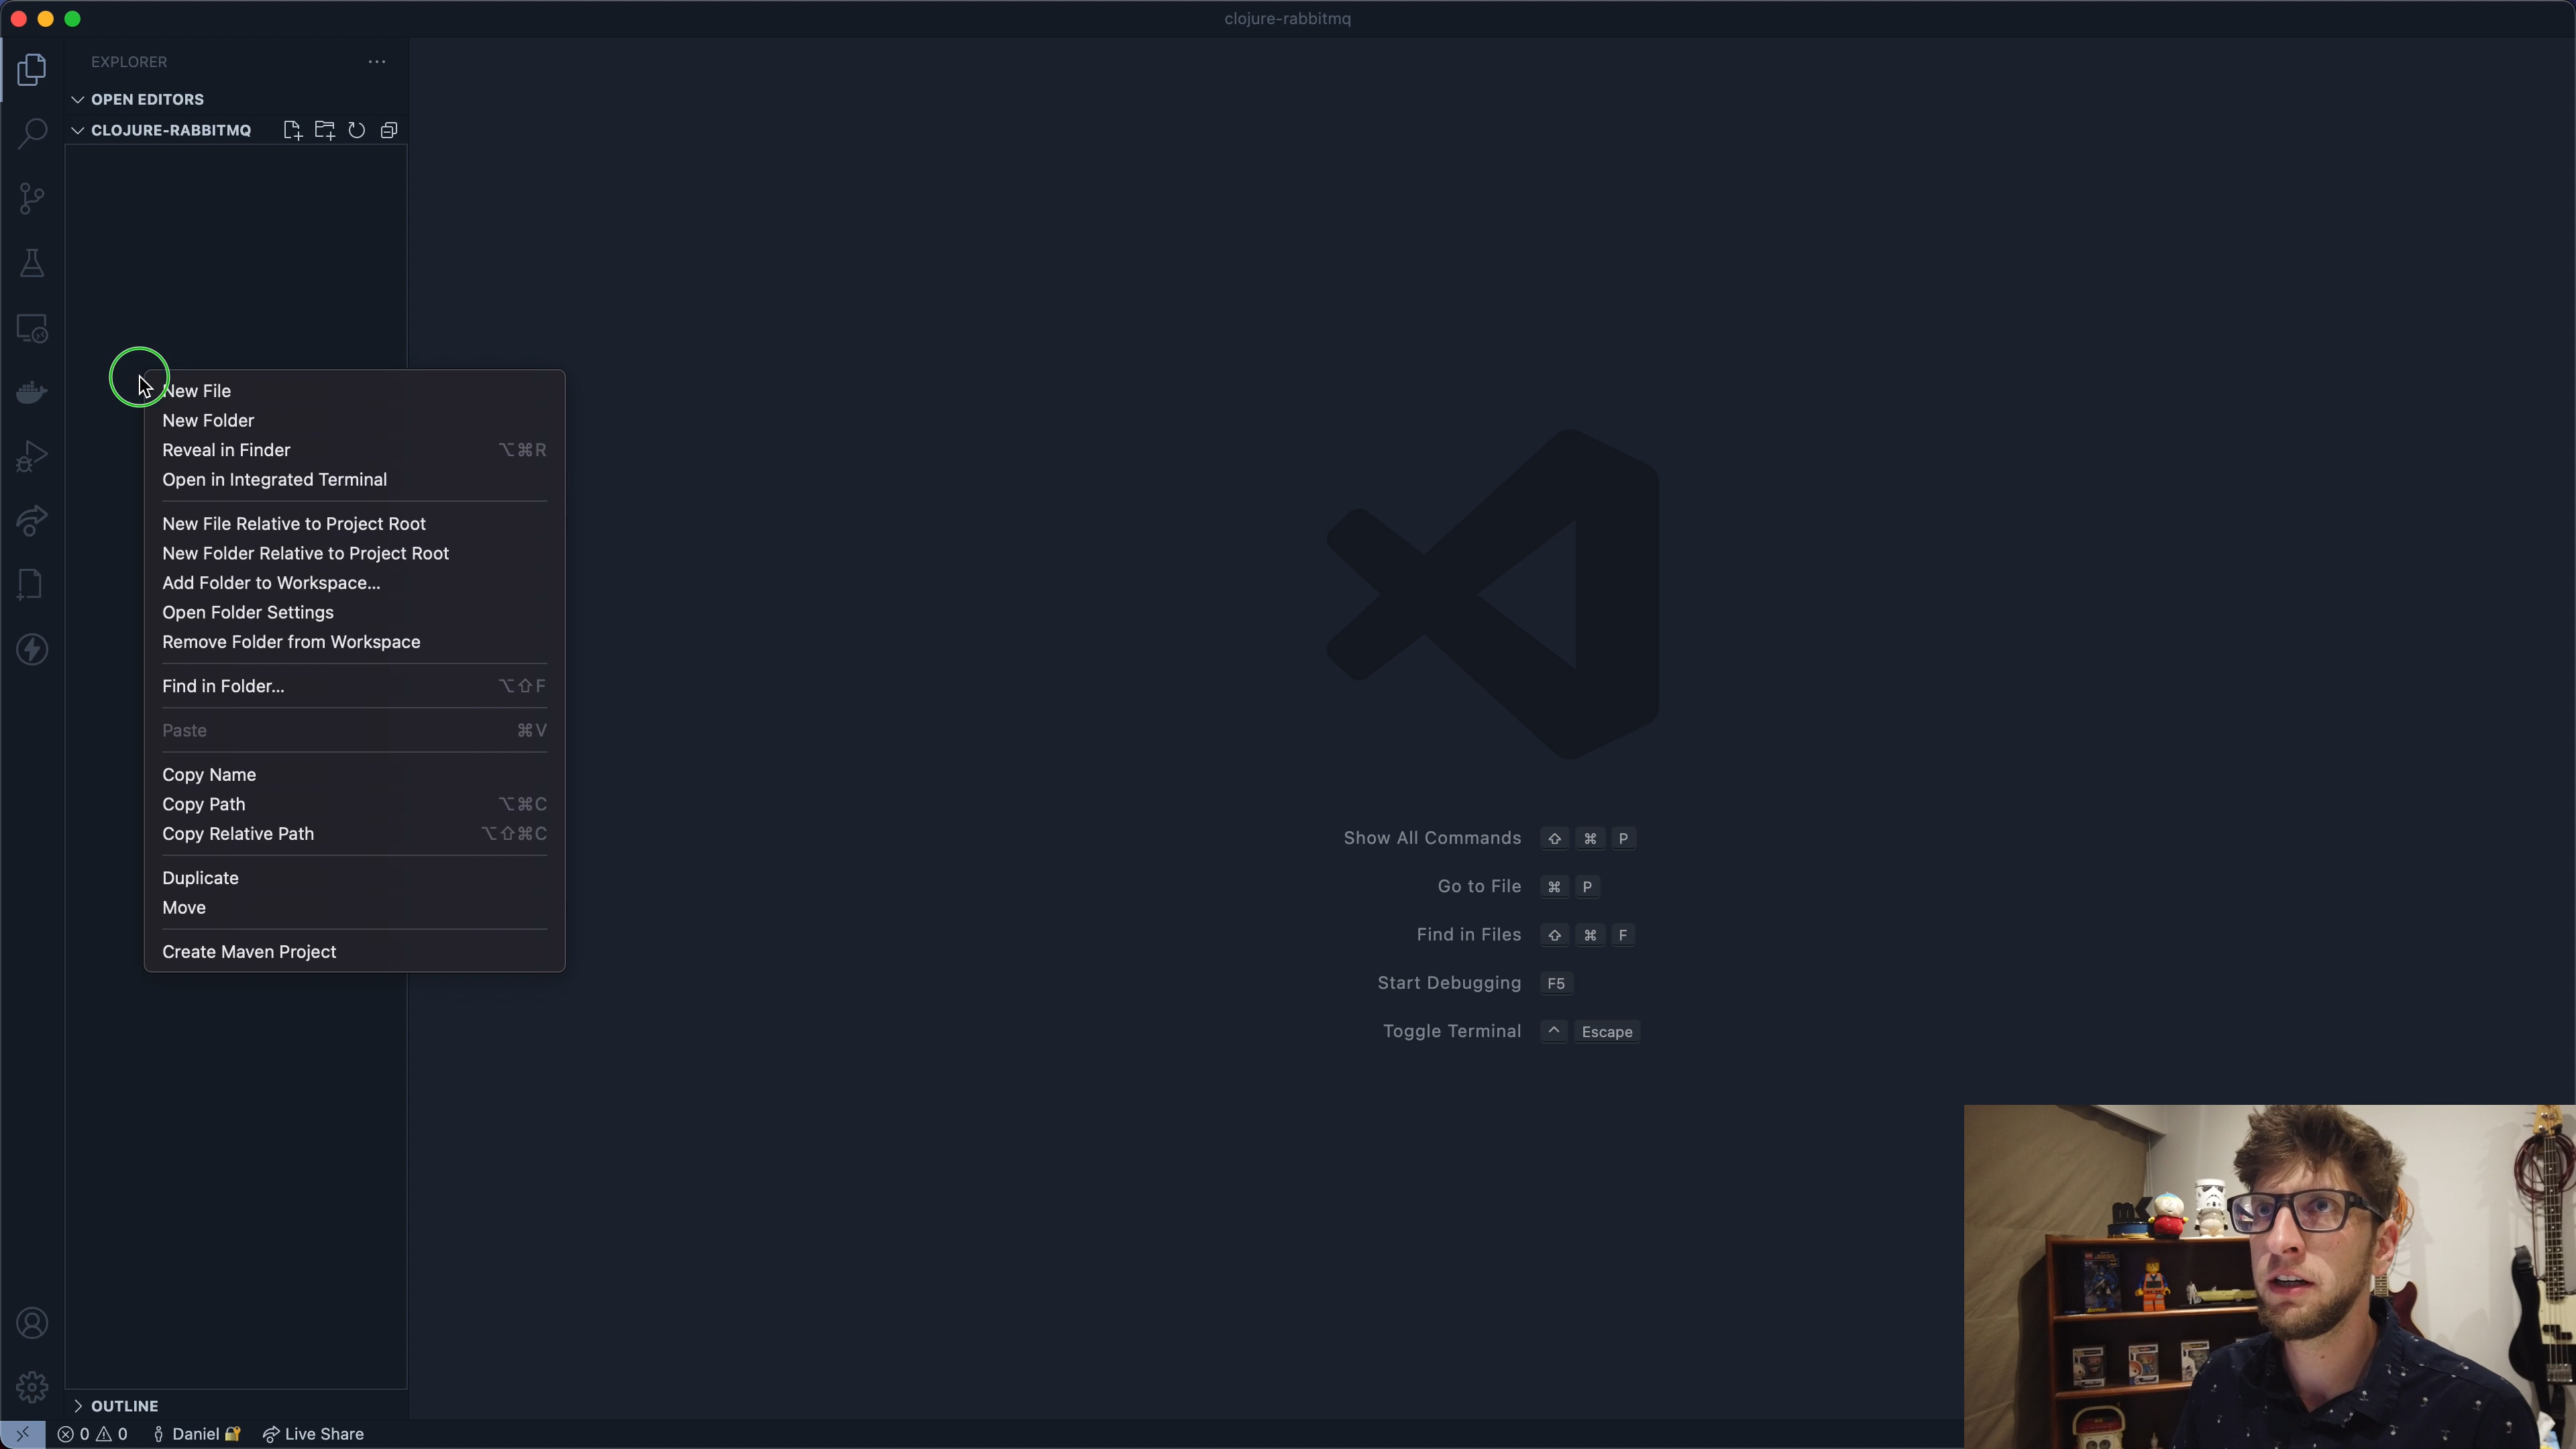 clojure-rabbitmq
EXPLORER
OPEN EDITORS
CLOJURE-RABBITMQ
New File
New Folder
Reveal in Finder ⌥⌘R
Open in Integrated Terminal
New File Relative to Project Root
New Folder Relative to Project Root
Add Folder to Workspace...
Open Folder Settings
Remove Folder from Workspace
Find in Folder... ⌥⇧F
Paste ⌘V
Copy Name
Copy Path ⌥⌘C
Copy Relative Path ⌥⇧⌘C
Duplicate
Move
Create Maven Project
Show All Commands ⇧ ⌘ P
Go to File ⌘ P
Find in Files ⇧ ⌘ F
Start Debugging F5
Toggle Terminal ^ Escape
OUTLINE
0 0 Daniel Live Share